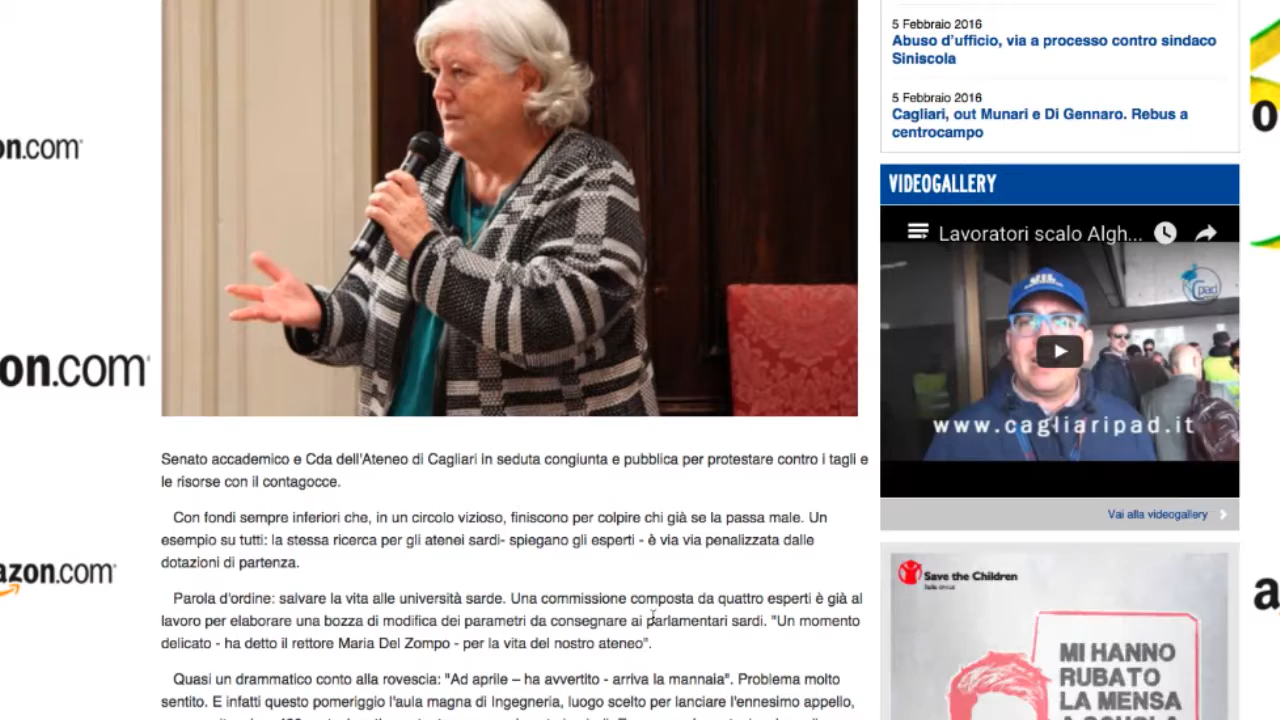 5 Febbraio 2016
Abuso d'ufficio, via a processo contro sindaco
Siniscola
5 Febbraio 2016
Cagliari, out Munari e Di Gennaro. Rebus a
centrocampo
on.com
VIDEOGALLERY
Lavoratori scalo Algh...
Cpad
UIL
www.cagliaripad.it
on.com
Senato accademico e Cda dell'Ateneo di Cagliari in seduta congiunta e pubblica per protestare contro i tagli e
le risorse con il contagocce.
Con fondi sempre inferiori che, in un circolo vizioso, finiscono per colpire chi già se la passa male. Un
esempio su tutti: la stessa ricerca per gli atenei sardi- spiegano gli esperti - è via via penalizzata dalle
dotazioni di partenza.
Parola d'ordine: salvare la vita alle università sarde. Una commissione composta da quattro esperti è già al
lavoro per elaborare una bozza di modifica dei parametri da consegnare ai parlamentari sardi. "Un momento
delicato - ha detto il rettore Maria Del Zompo - per la vita del nostro ateneo".
Quasi un drammatico conto alla rovescia: "Ad aprile – ha avvertito - arriva la mannaia". Problema molto
sentito. E infatti questo pomeriggio l'aula magna di Ingegneria, luogo scelto per lanciare l'ennesimo appello,
Vai alla videogallery
azon.com
Save the Children
Italia onlus
MI HANNO
RUBATO
LA MENSA
A SCUOLA